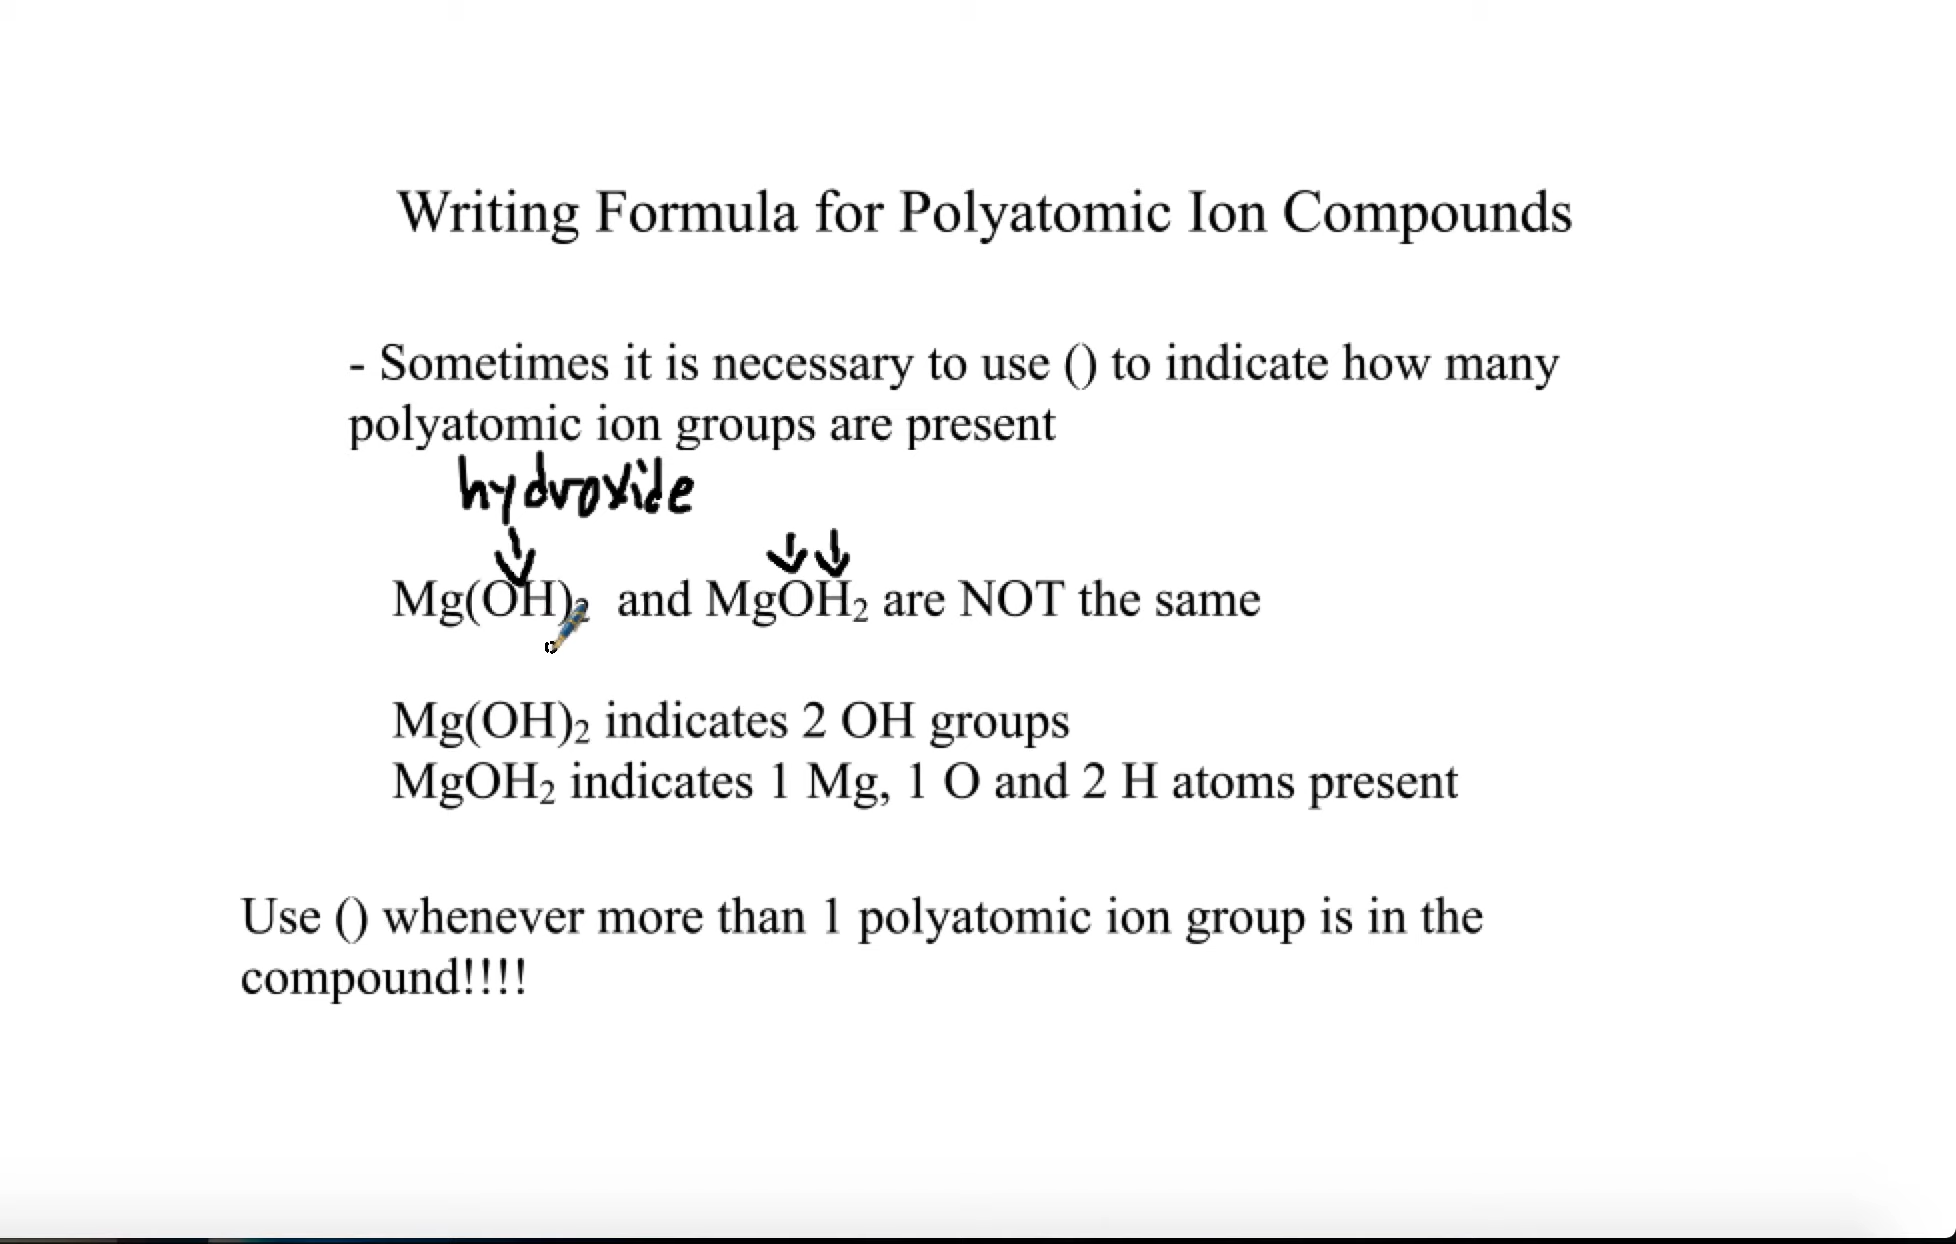 Writing Formula for Polyatomic Ion Compounds
- Sometimes it is necessary to use () to indicate how many
polyatomic ion groups are present
hydroxide
Mg(OH)₂ and MgOH₂ are NOT the same
Mg(OH)₂ indicates 2 OH groups
MgOH₂ indicates 1 Mg, 1 O and 2 H atoms present
Use () whenever more than 1 polyatomic ion group is in the
compound!!!!